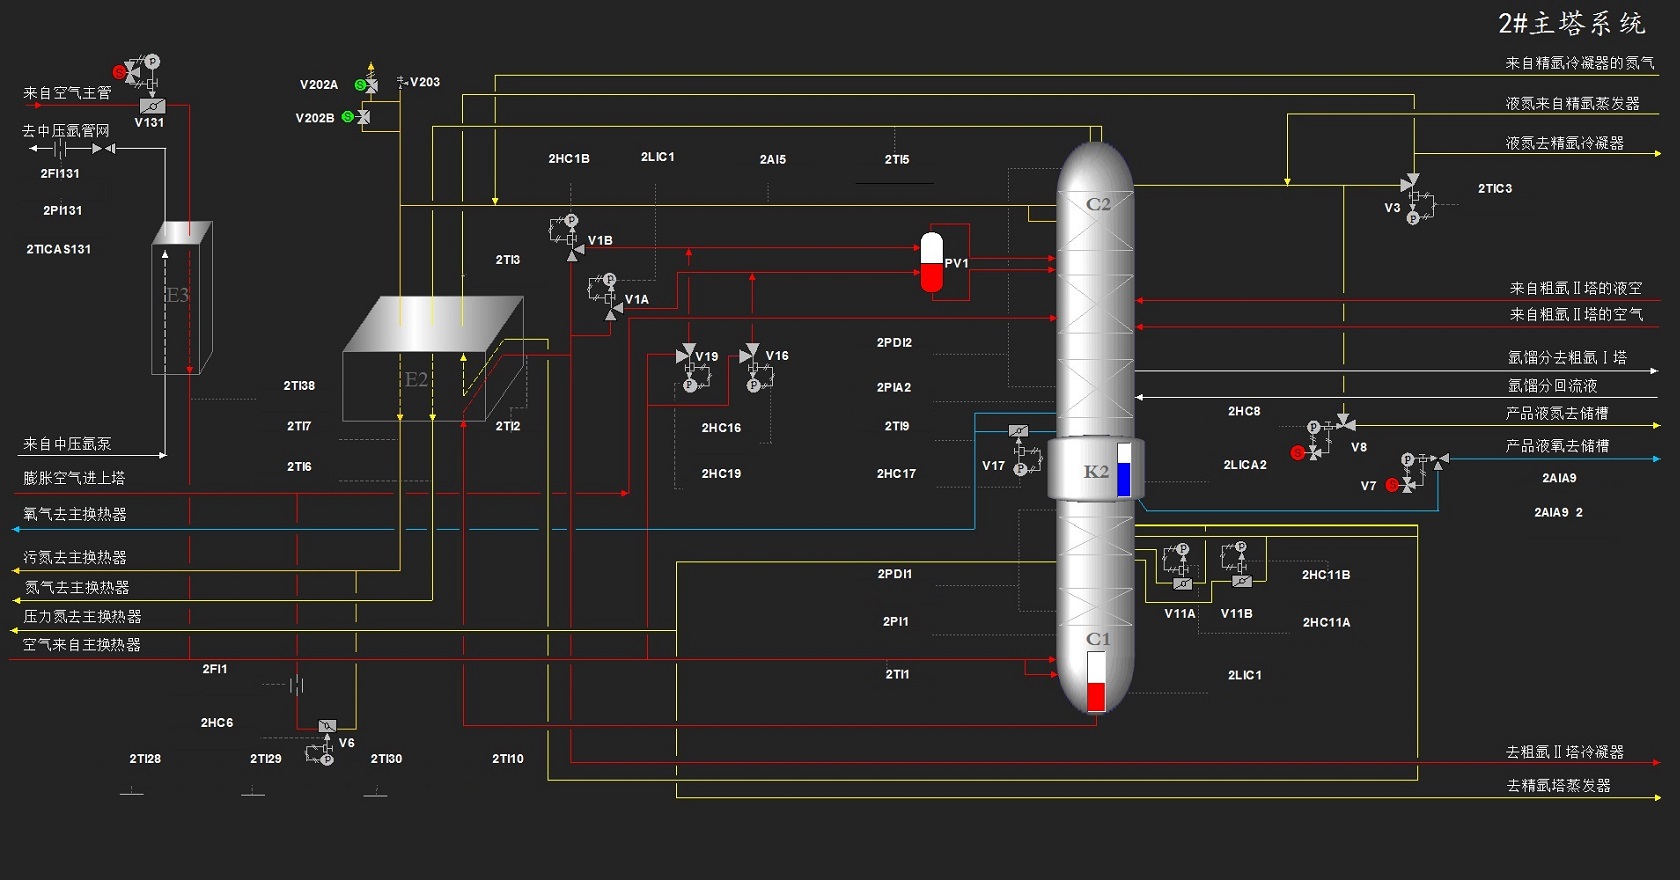 2#主塔系统
来自精氩冷凝器的氮气
液氮来自精氩蒸发器
液氮去精氩冷凝器
2TIC3
V3
来自空气主管
S
P
V131
去中压氩管网
2FI131
2PI131
2TICAS131
E3
V202A
S
V203
V202B
S
2HC1B
2LIC1
2AI5
2TI5
C2
P
V1B
2TI3
P
V1A
PV1
P
来自粗氩Ⅱ塔的液空
来自粗氩Ⅱ塔的空气
2PDI2
V19
V16
P
P
E2
氩馏分去粗氩Ⅰ塔
氩馏分回流液
2TI38
2PIA2
2TI7
2TI2
2HC16
2TI9
2HC8
产品液氮去储槽
P
S
V8
来自中压氩泵
2TI6
2HC19
2HC17
V17
P
K2
2LICA2
产品液氧去储槽
P
V7
S
2AIA9
2AIA9 2
膨胀空气进上塔
氧气去主换热器
污氮去主换热器
氮气去主换热器
压力氮去主换热器
空气来自主换热器
2PDI1
P
P
2HC11B
V11A
V11B
2PI1
2HC11A
C1
2FI1
2TI1
2LIC1
2HC6
V6
P
2TI28
2TI29
2TI30
2TI10
去粗氩Ⅱ塔冷凝器
去精氩塔蒸发器